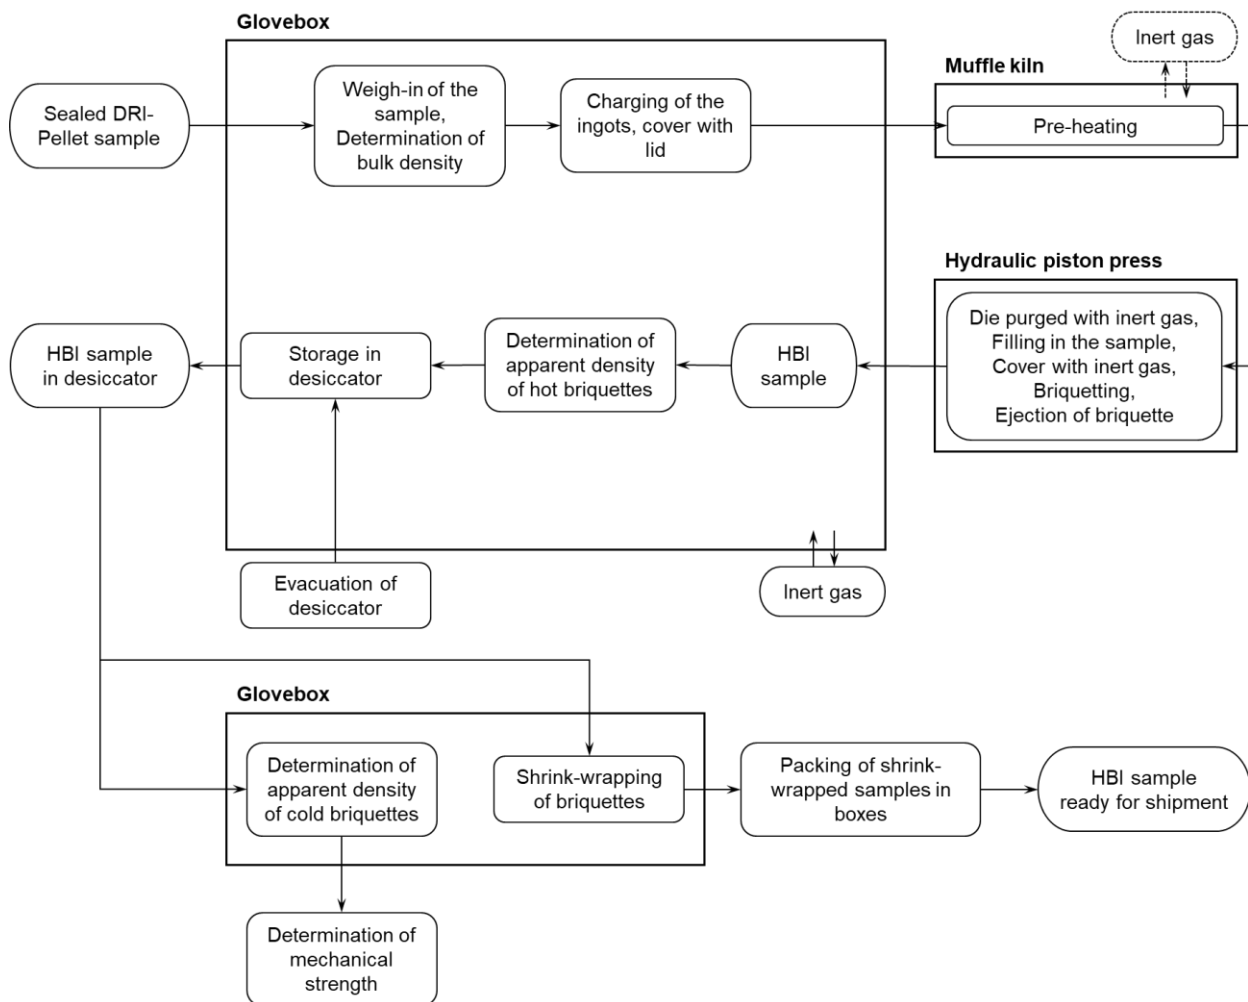 Glovebox
Inert gas
Muffle kiln
Sealed DRI-
Pellet sample
Weigh-in of the
sample,
Determination of
bulk density
Charging of the
ingots, cover with
lid
Pre-heating
Hydraulic piston press
HBI sample
in desiccator
Storage in
desiccator
Determination of
apparent density
of hot briquettes
HBI
sample
Die purged with inert gas,
Filling in the sample,
Cover with inert gas,
Briquetting,
Ejection of briquette
Evacuation of
desiccator
Inert gas
Glovebox
Determination of
apparent density
of cold briquettes
Shrink-wrapping
of briquettes
Packing of shrink-
wrapped samples in
boxes
HBI sample
ready for shipment
Determination of
mechanical
strength